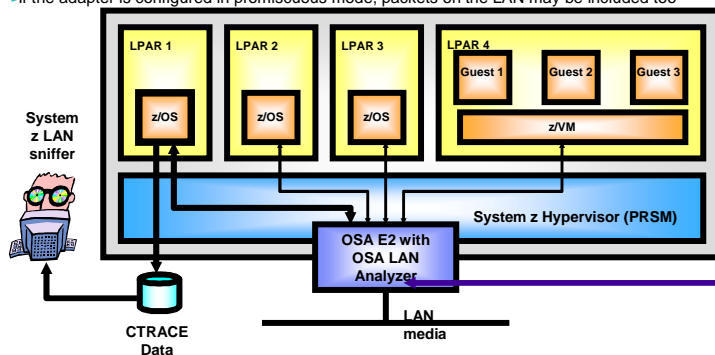 If the adapter is configured in promiscuous mode, packets on the LAN may be included too
LPAR 1
LPAR 2
LPAR 3
LPAR 4
Guest 1
Guest 2
Guest 3
z/OS
z/OS
z/OS
z/VM
System
z LAN
sniffer
System z Hypervisor (PRSM)
OSA E2 with
OSA LAN
Analyzer
LAN
media
CTRACE
Data